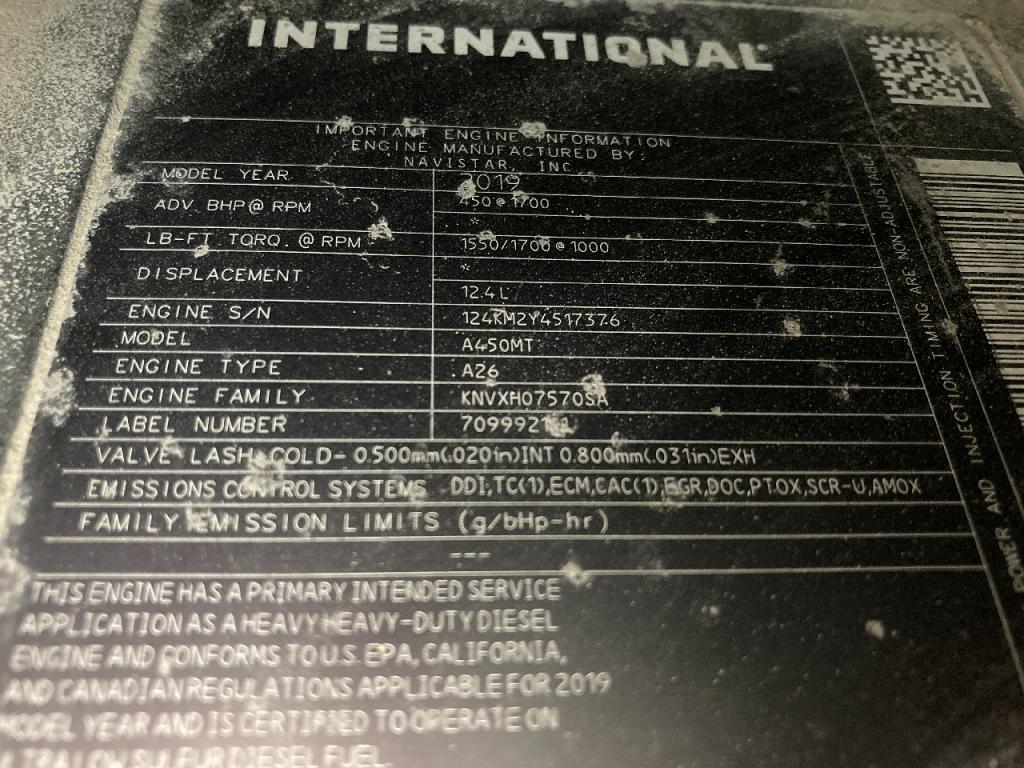 INTERNATIONAL
IMPORTANT ENGINE INFORMATION
ENGINE MANUFACTURED BY:
NAVISTAR, INC.
MODEL YEAR 2019
ADV. BHP@ RPM 450@1700
*
LB-FT TORQ. @ RPM 1550/1700@1000
*
DISPLACEMENT 12.4L
ENGINE S/N 124KM2Y4517376
MODEL A450MT
ENGINE TYPE A26
ENGINE FAMILY KNVXH07570SA
LABEL NUMBER
VALVE LASH COLD- 0.500mm(.020in)INT 0.800mm(.031in)EXH
EMISSIONS CONTROL SYSTEMS DDI,TC(1),ECM,CAC(1),EGR,DOC,PTOX,SCR-U,AMOX
FAMILY EMISSION LIMITS (g/bHp-hr)
---
THIS ENGINE HAS A PRIMARY INTENDED SERVICE
APPLICATION AS A HEAVY HEAVY-DUTY DIESEL
ENGINE AND CONFORMS TO U.S. EPA, CALIFORNIA,
AND CANADIAN REGULATIONS APPLICABLE FOR 2019
MODEL YEAR AND IS CERTIFIED TO OPERATE ON
ULTRA LOW SULFUR DIESEL FUEL.
POWER AND INJECTION TIMING ARE NON-ADJUSTABLE